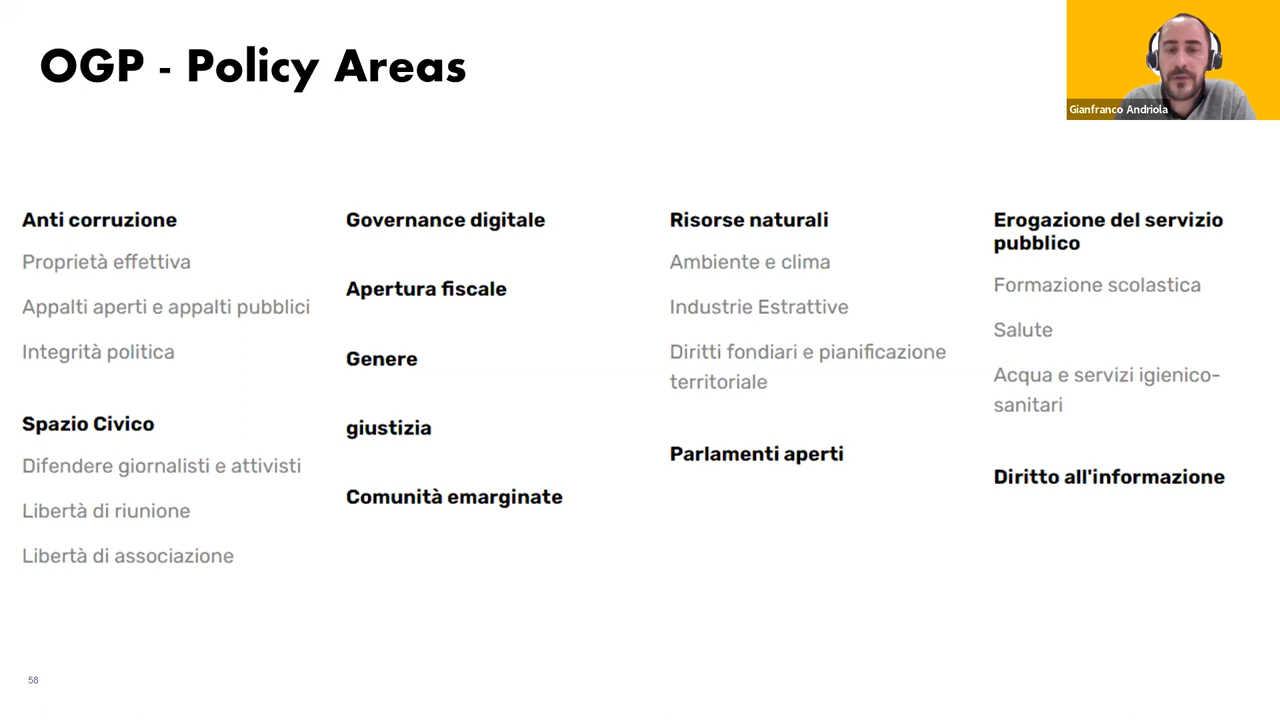 OGP - Policy Areas
Gianfranco Andriola
Anti corruzione
Proprietà effettiva
Appalti aperti e appalti pubblici
Integrità politica
Spazio Civico
Difendere giornalisti e attivisti
Libertà di riunione
Libertà di associazione
Governance digitale
Apertura fiscale
Genere
giustizia
Comunità emarginate
Risorse naturali
Ambiente e clima
Industrie Estrattive
Diritti fondiari e pianificazione
territoriale
Parlamenti aperti
Erogazione del servizio
pubblico
Formazione scolastica
Salute
Acqua e servizi igienico-
sanitari
Diritto all'informazione
58